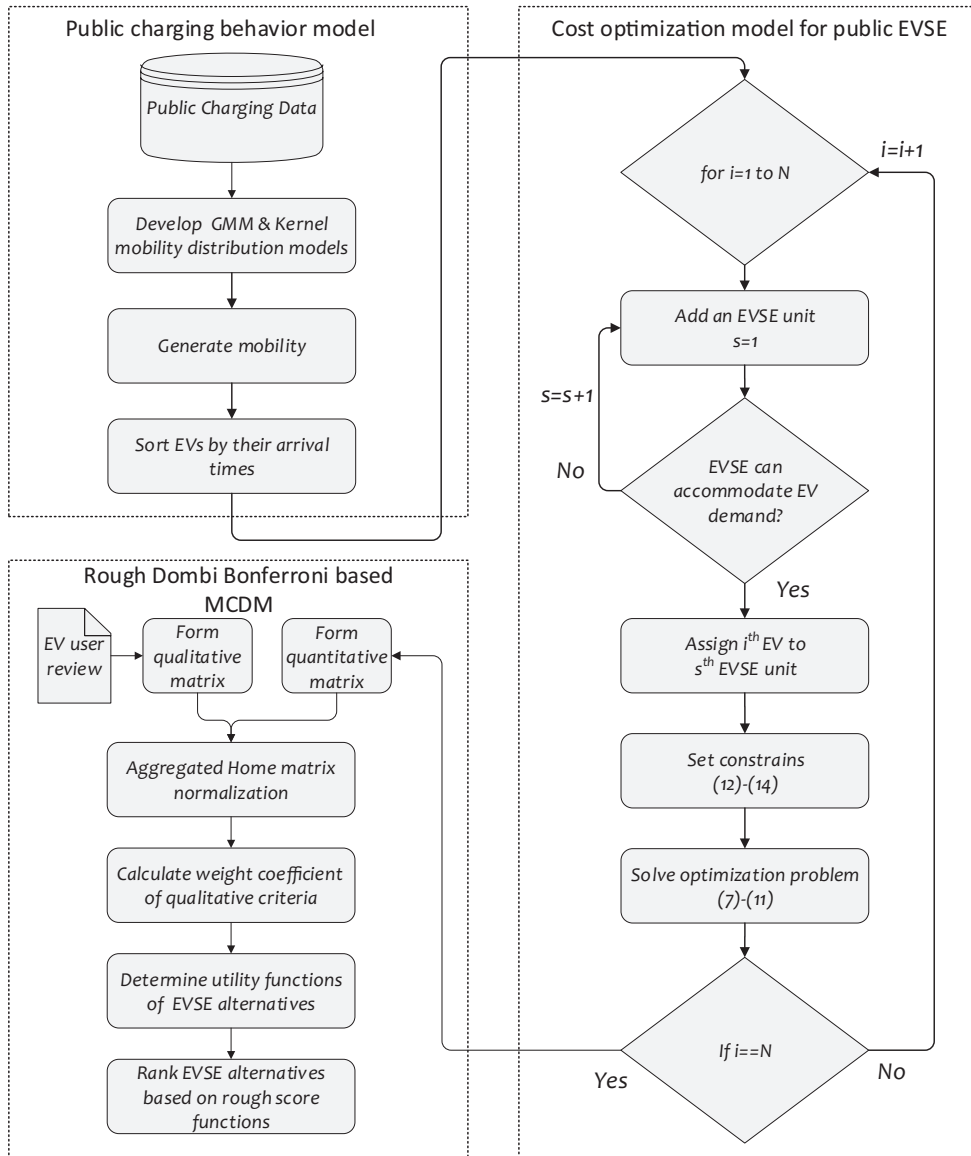 Public charging behavior model
Public Charging Data
Develop GMM & Kernel
mobility distribution models
Generate mobility
Sort EVs by their arrival
times
Cost optimization model for public EVSE
for i=1 to N
i=i+1
Add an EVSE unit
s=1
s=s+1
EVSE can
accommodate EV
demand?
No
Yes
Assign iᵗʰ EV to
sᵗʰ EVSE unit
Set constrains
(12)-(14)
Solve optimization problem
(7)-(11)
If i==N
Yes
No
Rough Dombi Bonferroni based
MCDM
EV user
review
Form
qualitative
matrix
Form
quantitative
matrix
Aggregated Home matrix
normalization
Calculate weight coefficient
of qualitative criteria
Determine utility functions
of EVSE alternatives
Rank EVSE alternatives
based on rough score
functions